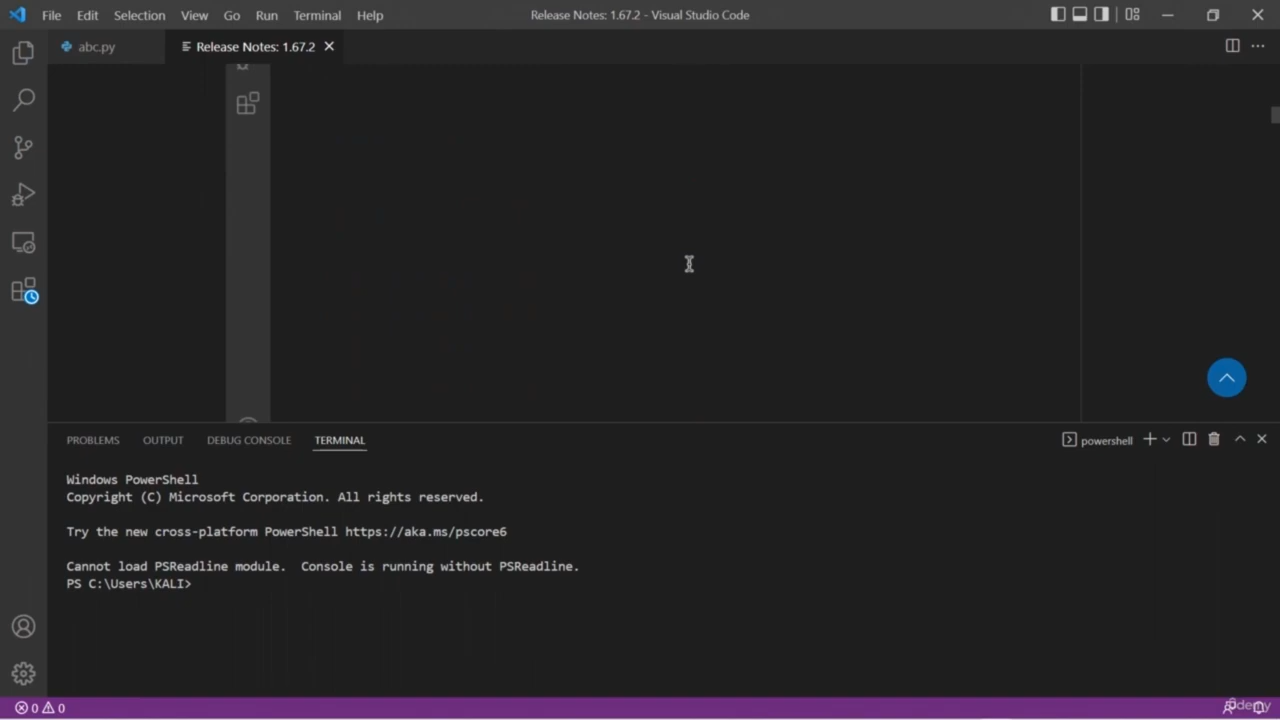 File Edit Selection View Go Run Terminal Help Release Notes: 1.67.2 - Visual Studio Code
abc.py Release Notes: 1.67.2
PROBLEMS OUTPUT DEBUG CONSOLE TERMINAL powershell
Windows PowerShell
Copyright (C) Microsoft Corporation. All rights reserved.
Try the new cross-platform PowerShell https://aka.ms/pscore6
Cannot load PSReadline module. Console is running without PSReadline.
PS C:\Users\KALI>
0 0 Udemy